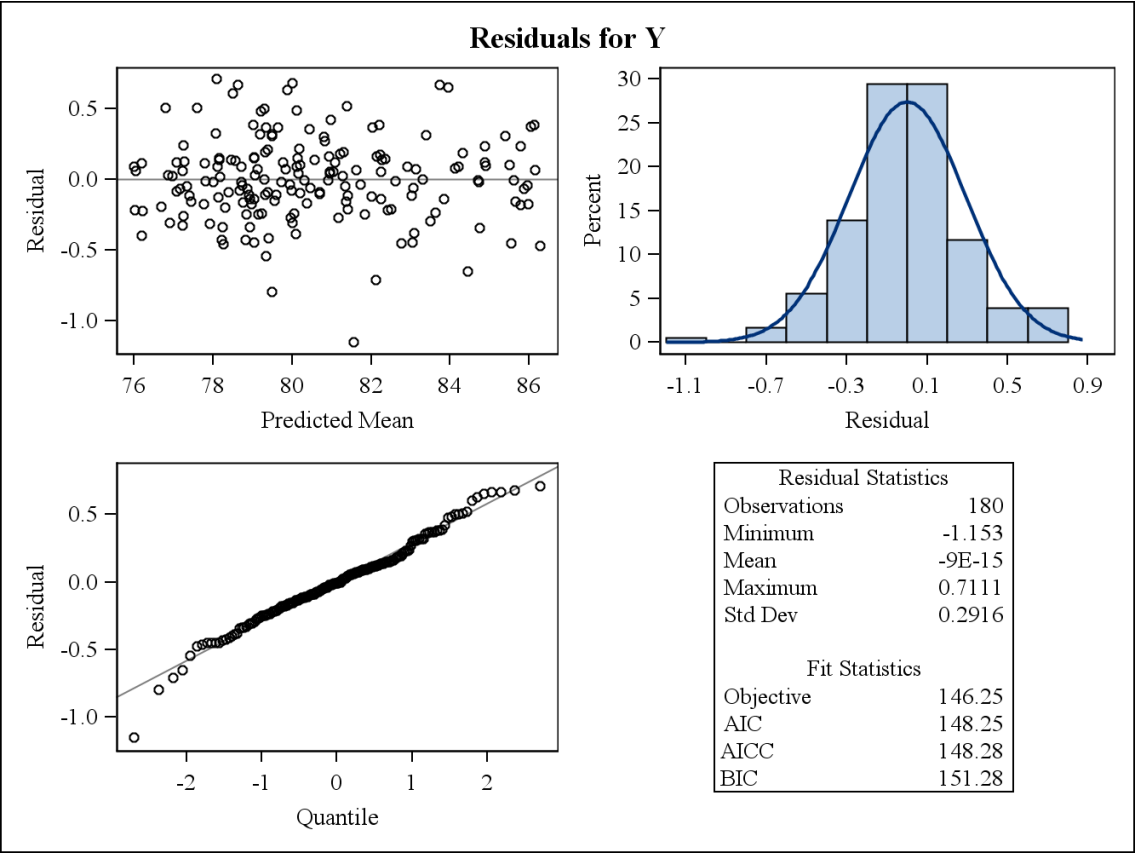 Residuals for Y
Residual
0.5
0.0
-0.5
-1.0
76 78 80 82 84 86
Predicted Mean
Percent
30
25
20
15
10
5
0
-1.1 -0.7 -0.3 0.1 0.5 0.9
Residual
Residual
0.5
0.0
-0.5
-1.0
-2 -1 0 1 2
Quantile
Residual Statistics
Observations 180
Minimum -1.153
Mean -9E-15
Maximum 0.7111
Std Dev 0.2916
Fit Statistics
Objective 146.25
AIC 148.25
AICC 148.28
BIC 151.28